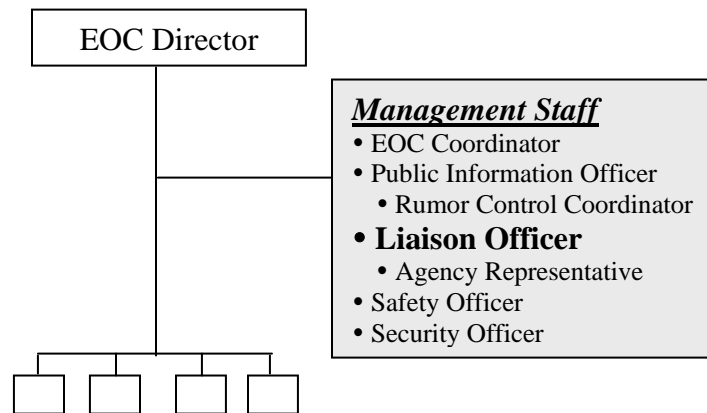 EOC Director
Management Staff
• EOC Coordinator
• Public Information Officer
• Rumor Control Coordinator
• Liaison Officer
• Agency Representative
• Safety Officer
• Security Officer